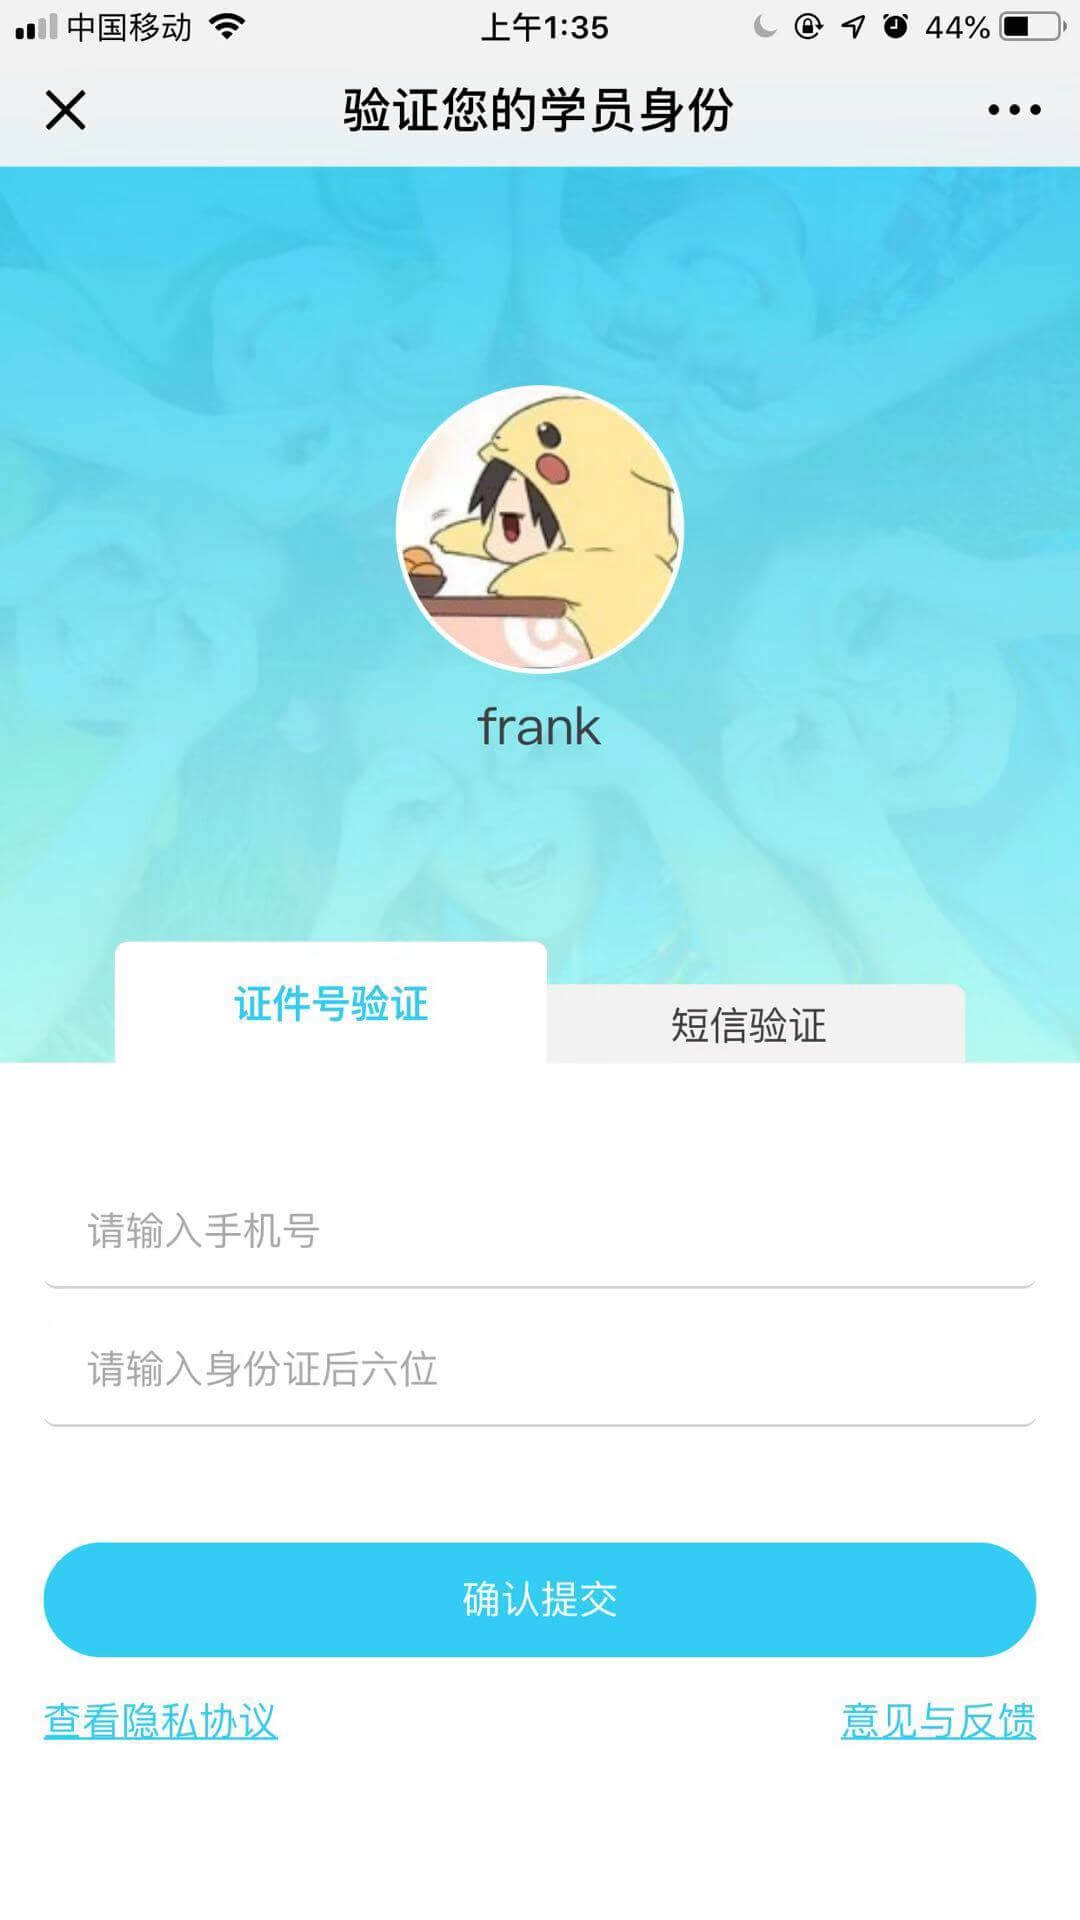 中国移动
上午1:35
44%
验证您的学员身份
frank
证件号验证
短信验证
请输入手机号
请输入身份证后六位
确认提交
查看隐私协议
意见与反馈